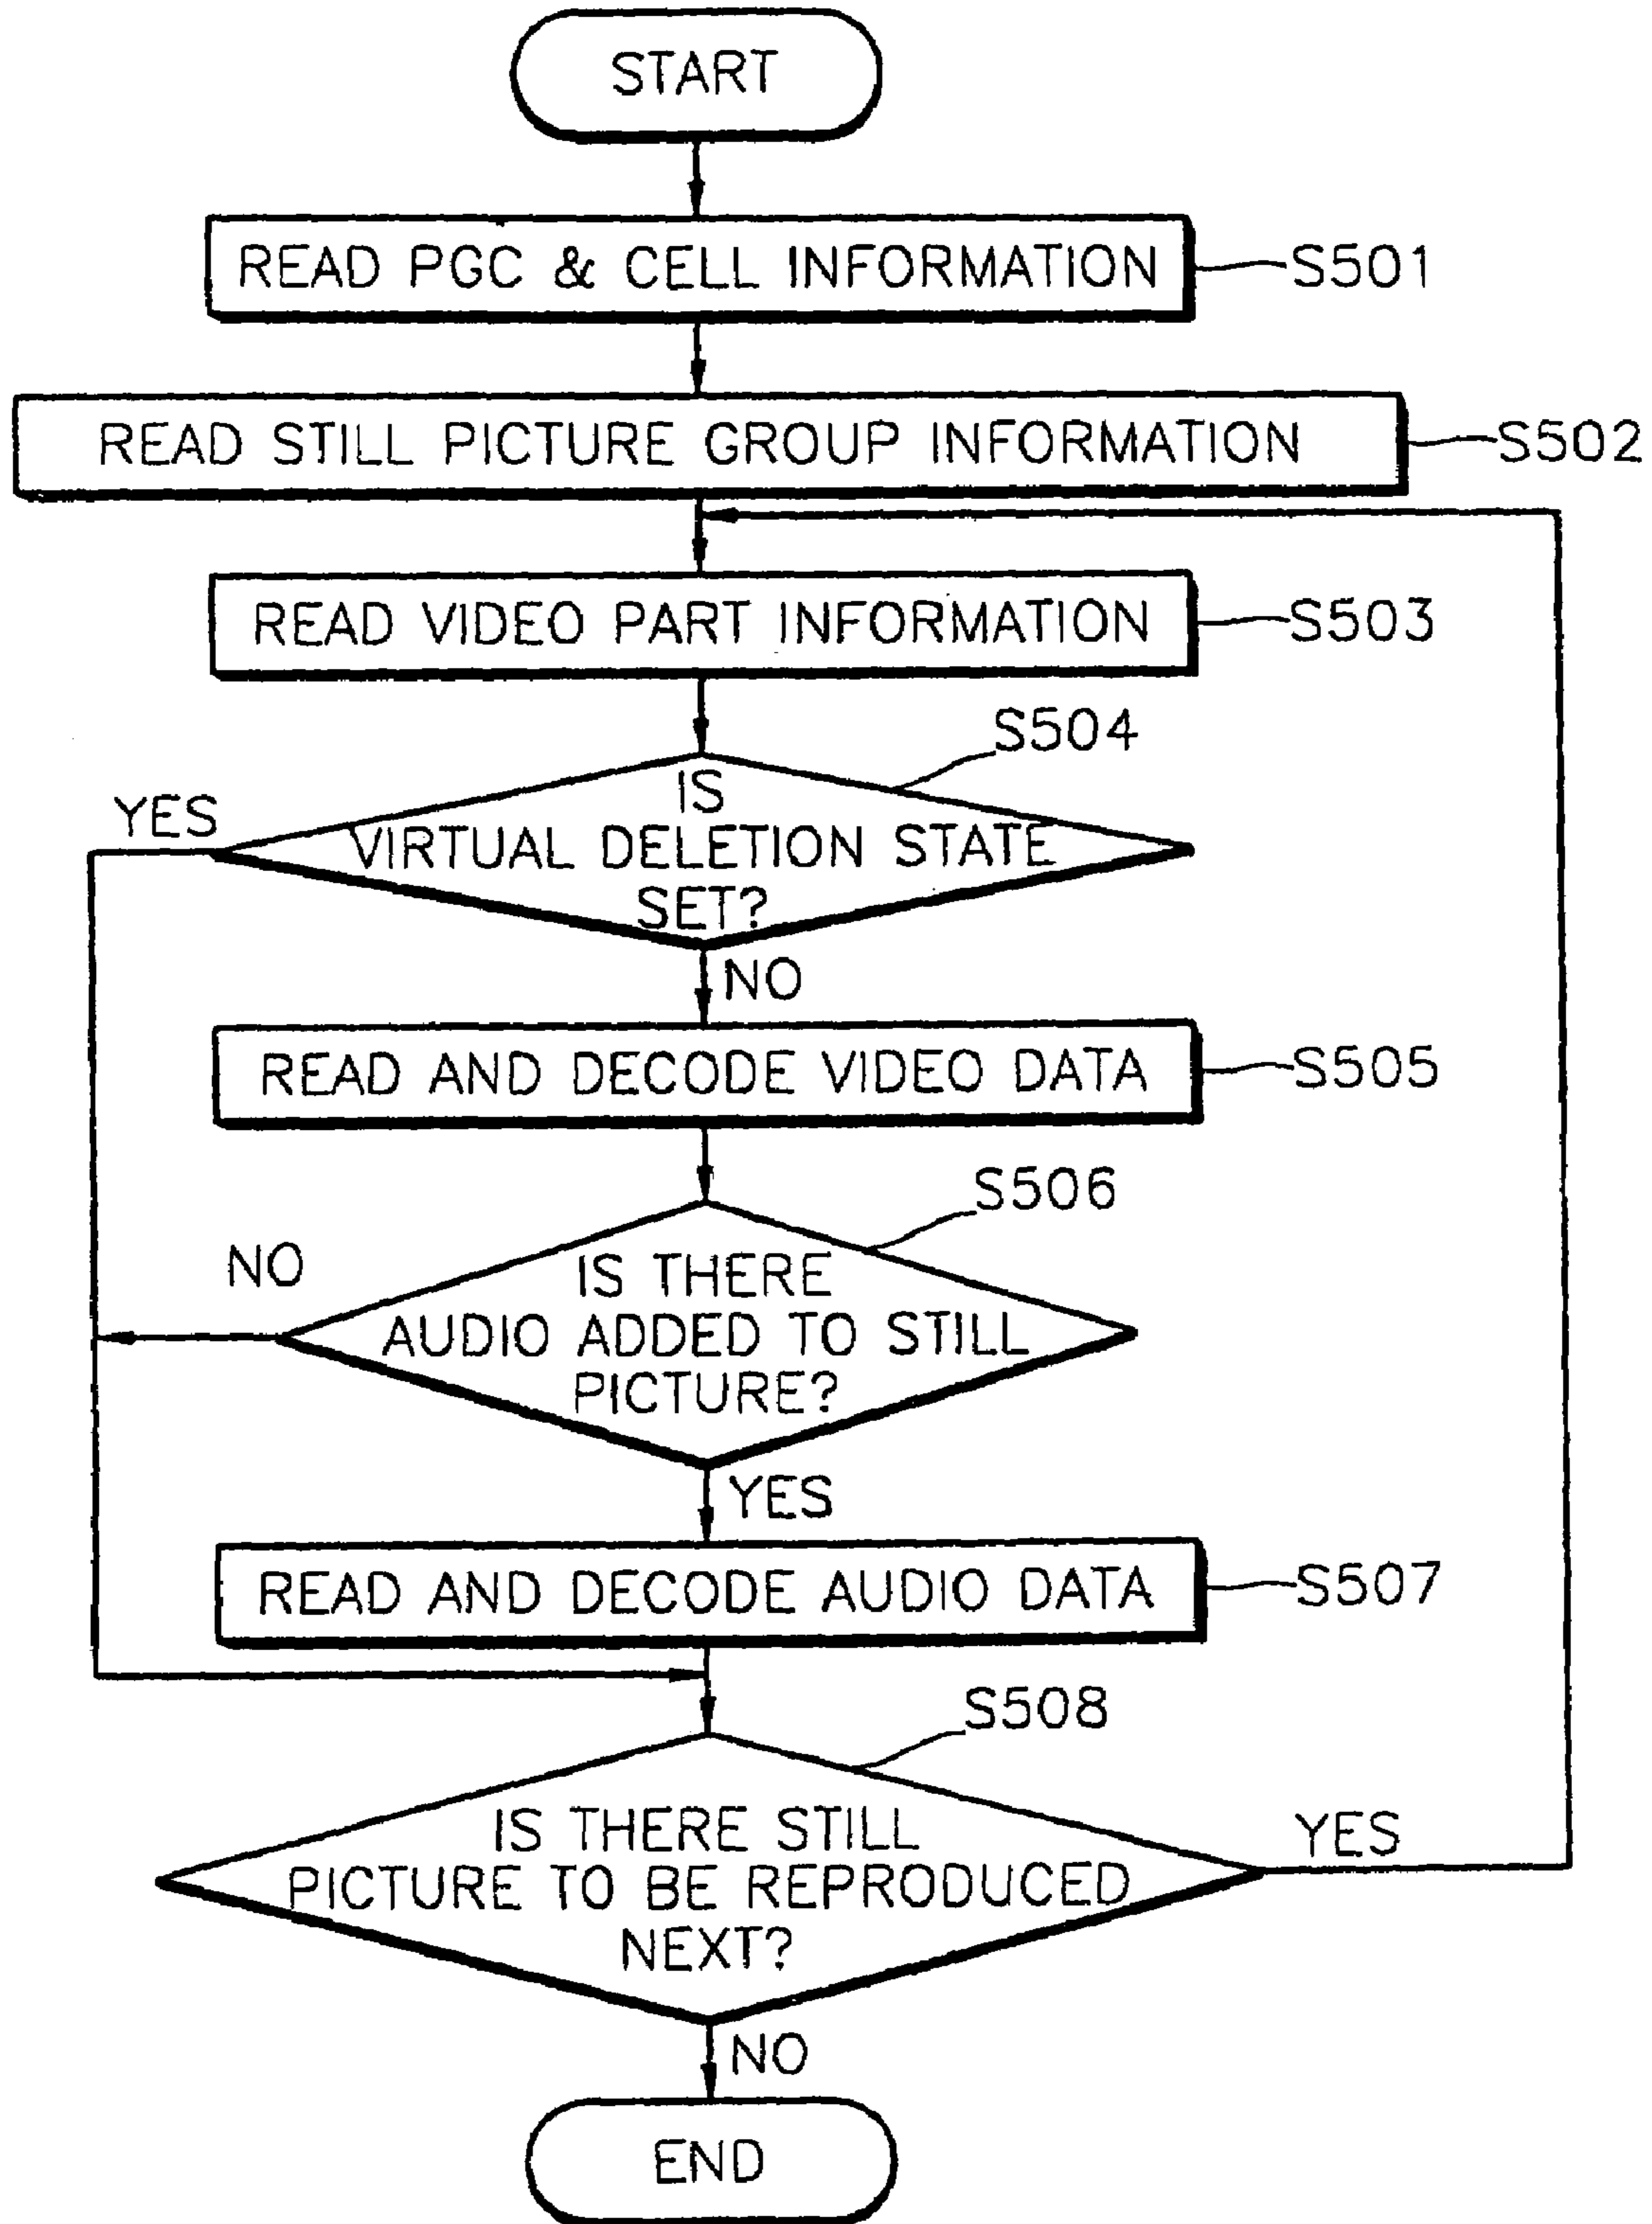 START
READ PGC & CELL INFORMATION
S501
READ STILL PICTURE GROUP INFORMATION
S502
READ VIDEO PART INFORMATION
S503
S504
YES
IS
VIRTUAL DELETION STATE
SET?
NO
READ AND DECODE VIDEO DATA
S505
S506
NO
IS THERE
AUDIO ADDED TO STILL
PICTURE?
YES
READ AND DECODE AUDIO DATA
S507
S508
IS THERE STILL
PICTURE TO BE REPRODUCED
NEXT?
YES
NO
END